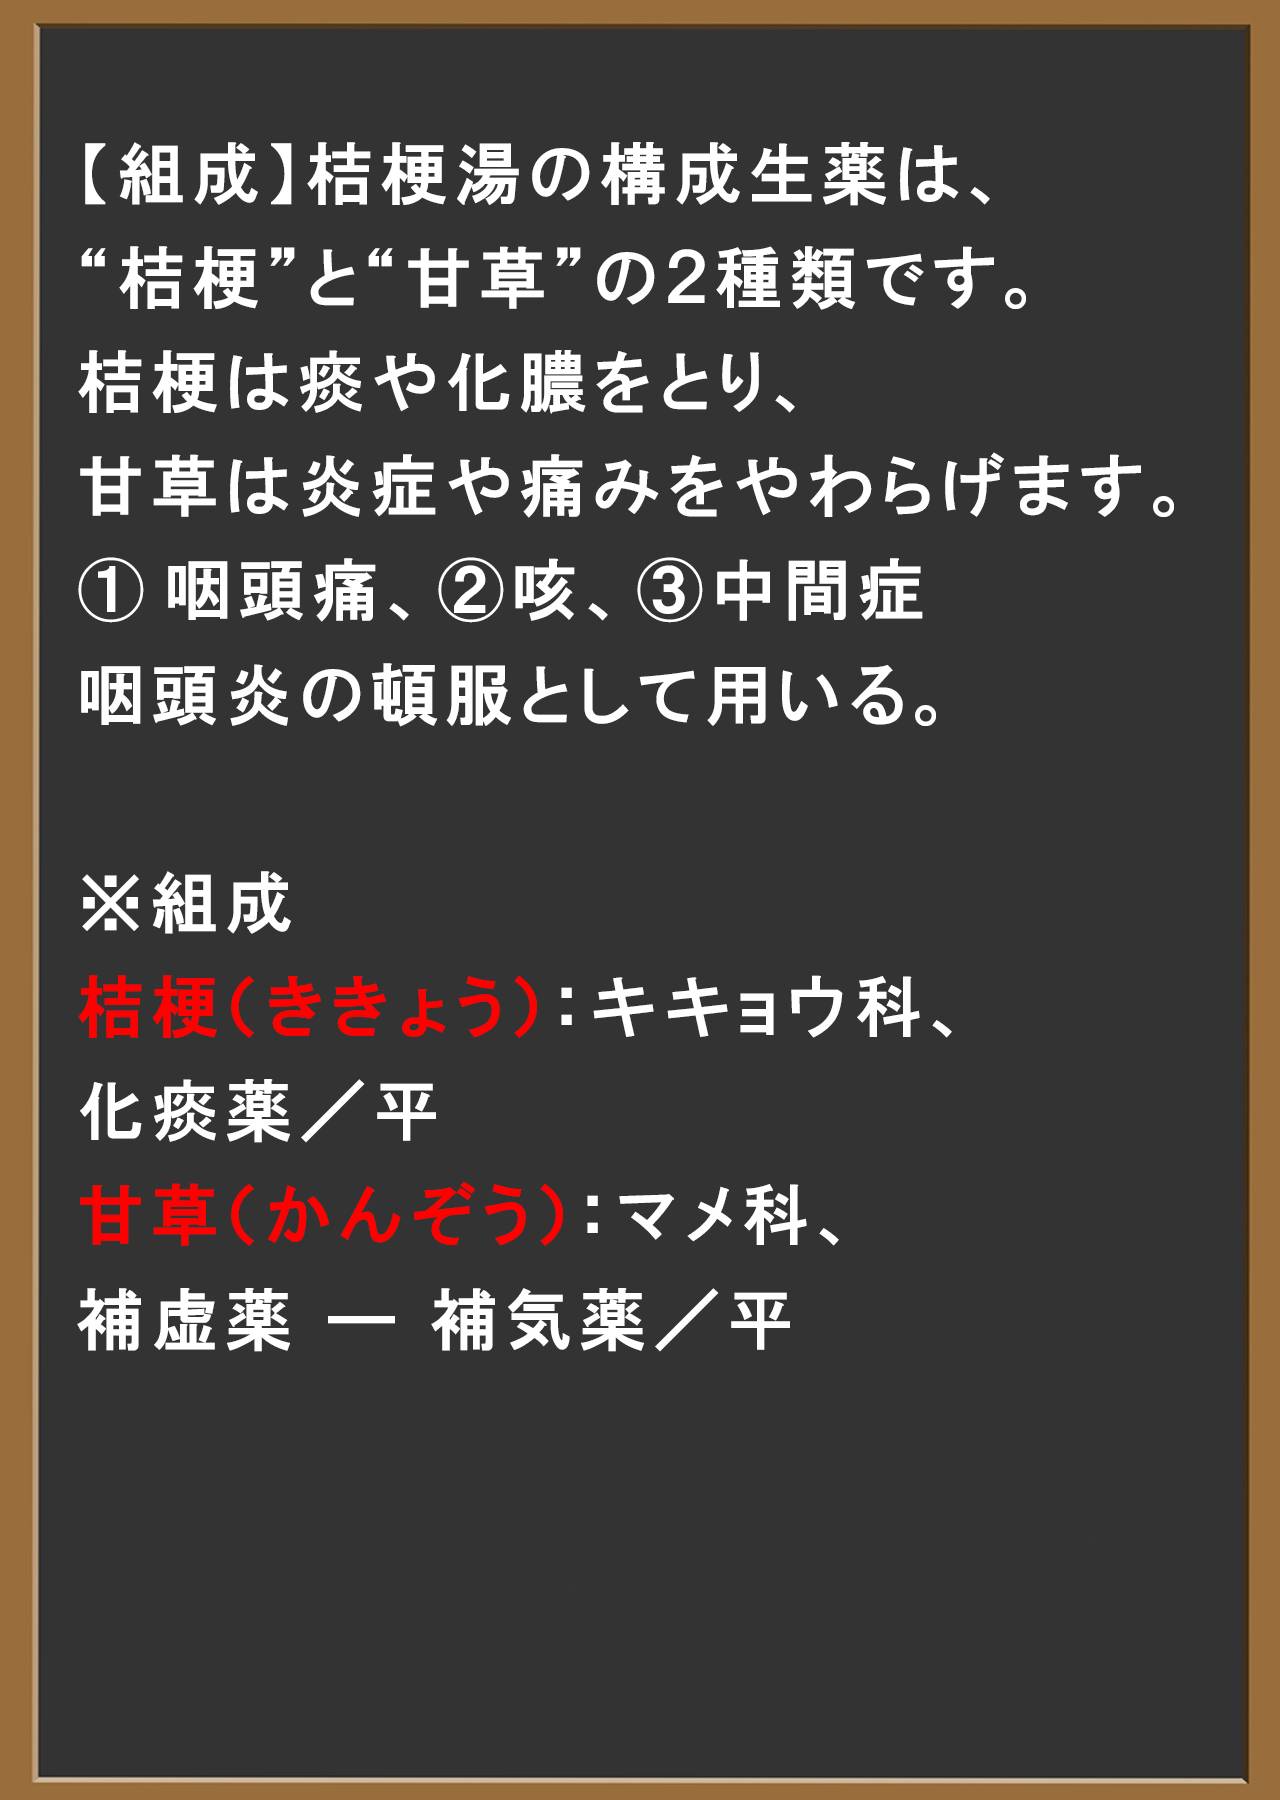 【組成】桔梗湯の構成生薬は、
“桔梗”と“甘草”の２種類です。
桔梗は痰や化膿をとり、
甘草は炎症や痛みをやわらげます。
① 咽頭痛、②咳、③中間症
咽頭炎の頓服として用いる。
※組成
桔梗（ききょう）：キキョウ科、
化痰薬／平
甘草（かんぞう）：マメ科、
補虚薬 ― 補気薬／平